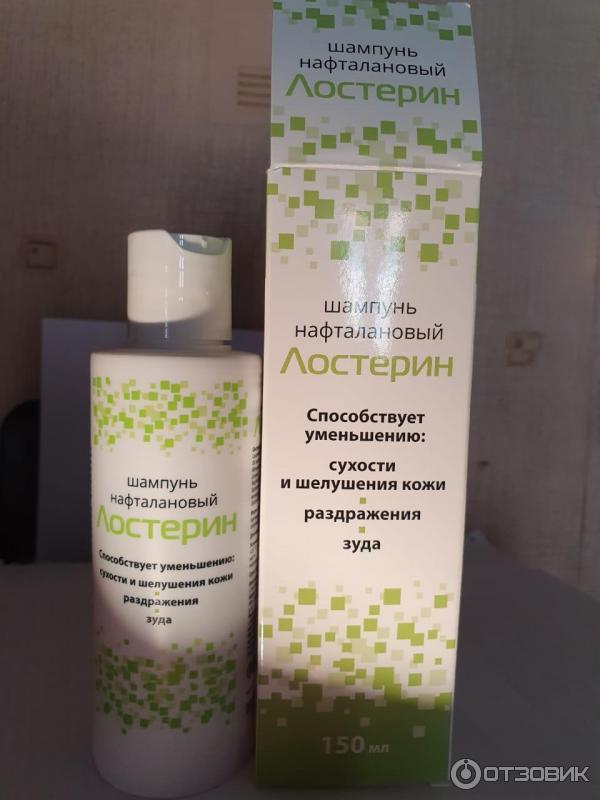 шампунь
нафталановый
Лостерин
шампунь
нафталановый
Лостерин
Способствует
уменьшению:
сухости
и шелушения кожи
раздражения
зуда
150 мл
шампунь
нафталановый
Лостерин
Способствует уменьшению:
сухости и шелушения кожи
раздражения
зуда
ОТЗОВИК